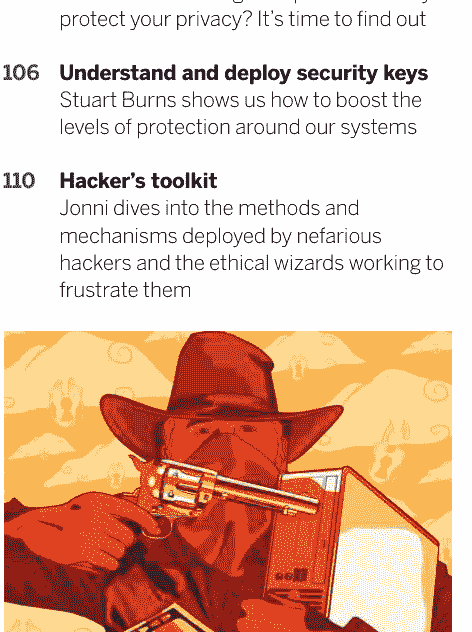 protect your privacy? It's time to find out
106 Understand and deploy security keys
Stuart Burns shows us how to boost the
levels of protection around our systems
110 Hacker's toolkit
Jonni dives into the methods and
mechanisms deployed by nefarious
hackers and the ethical wizards working to
frustrate them